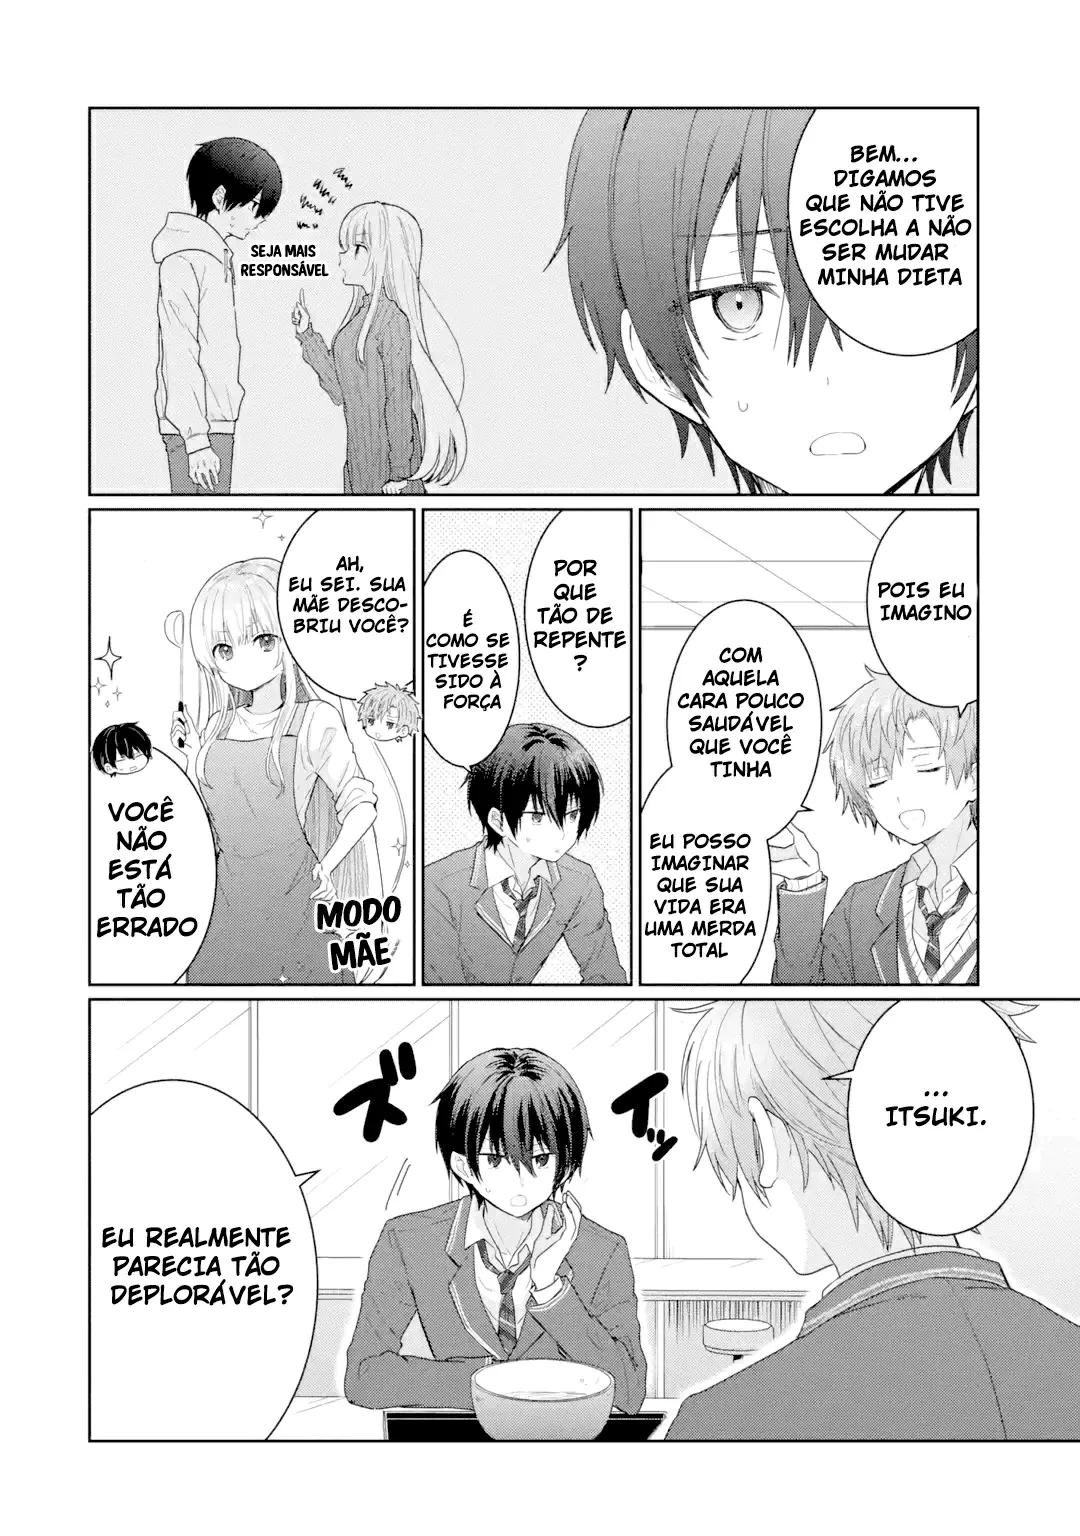 BEM...
DIGAMOS
QUE NÃO TIVE
ESCOLHA A NÃO
SER MUDAR
MINHA DIETA
SEJA MAIS
RESPONSÁVEL
POIS EU
IMAGINO
COM
AQUELA
CARA POUCO
SAUDÁVEL
QUE VOCÊ
TINHA
EU POSSO
IMAGINAR
QUE SUA
VIDA ERA
UMA MERDA
TOTAL
POR
QUE
TÃO DE
REPENTE
?
É
COMO SE
TIVESSE
SIDO À
FORÇA
AH,
EU SEI. SUA
MÃE DESCO-
BRIU VOCÊ?
VOCÊ
NÃO
ESTÁ
TÃO
ERRADO
MODO
MÃE
...
ITSUKI.
ズーン
EU REALMENTE
PARECIA TÃO
DEPLORÁVEL?